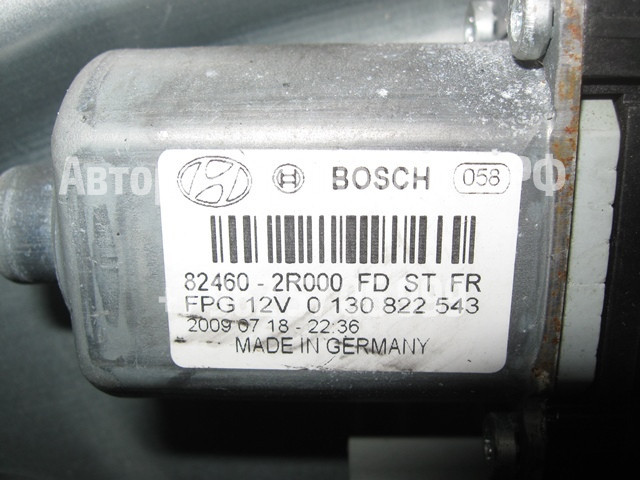 BOSCH 058
82460 - 2R000 FD ST FR
FPG 12V 0 130 822 543
2009 07 18 - 22:36
MADE IN GERMANY